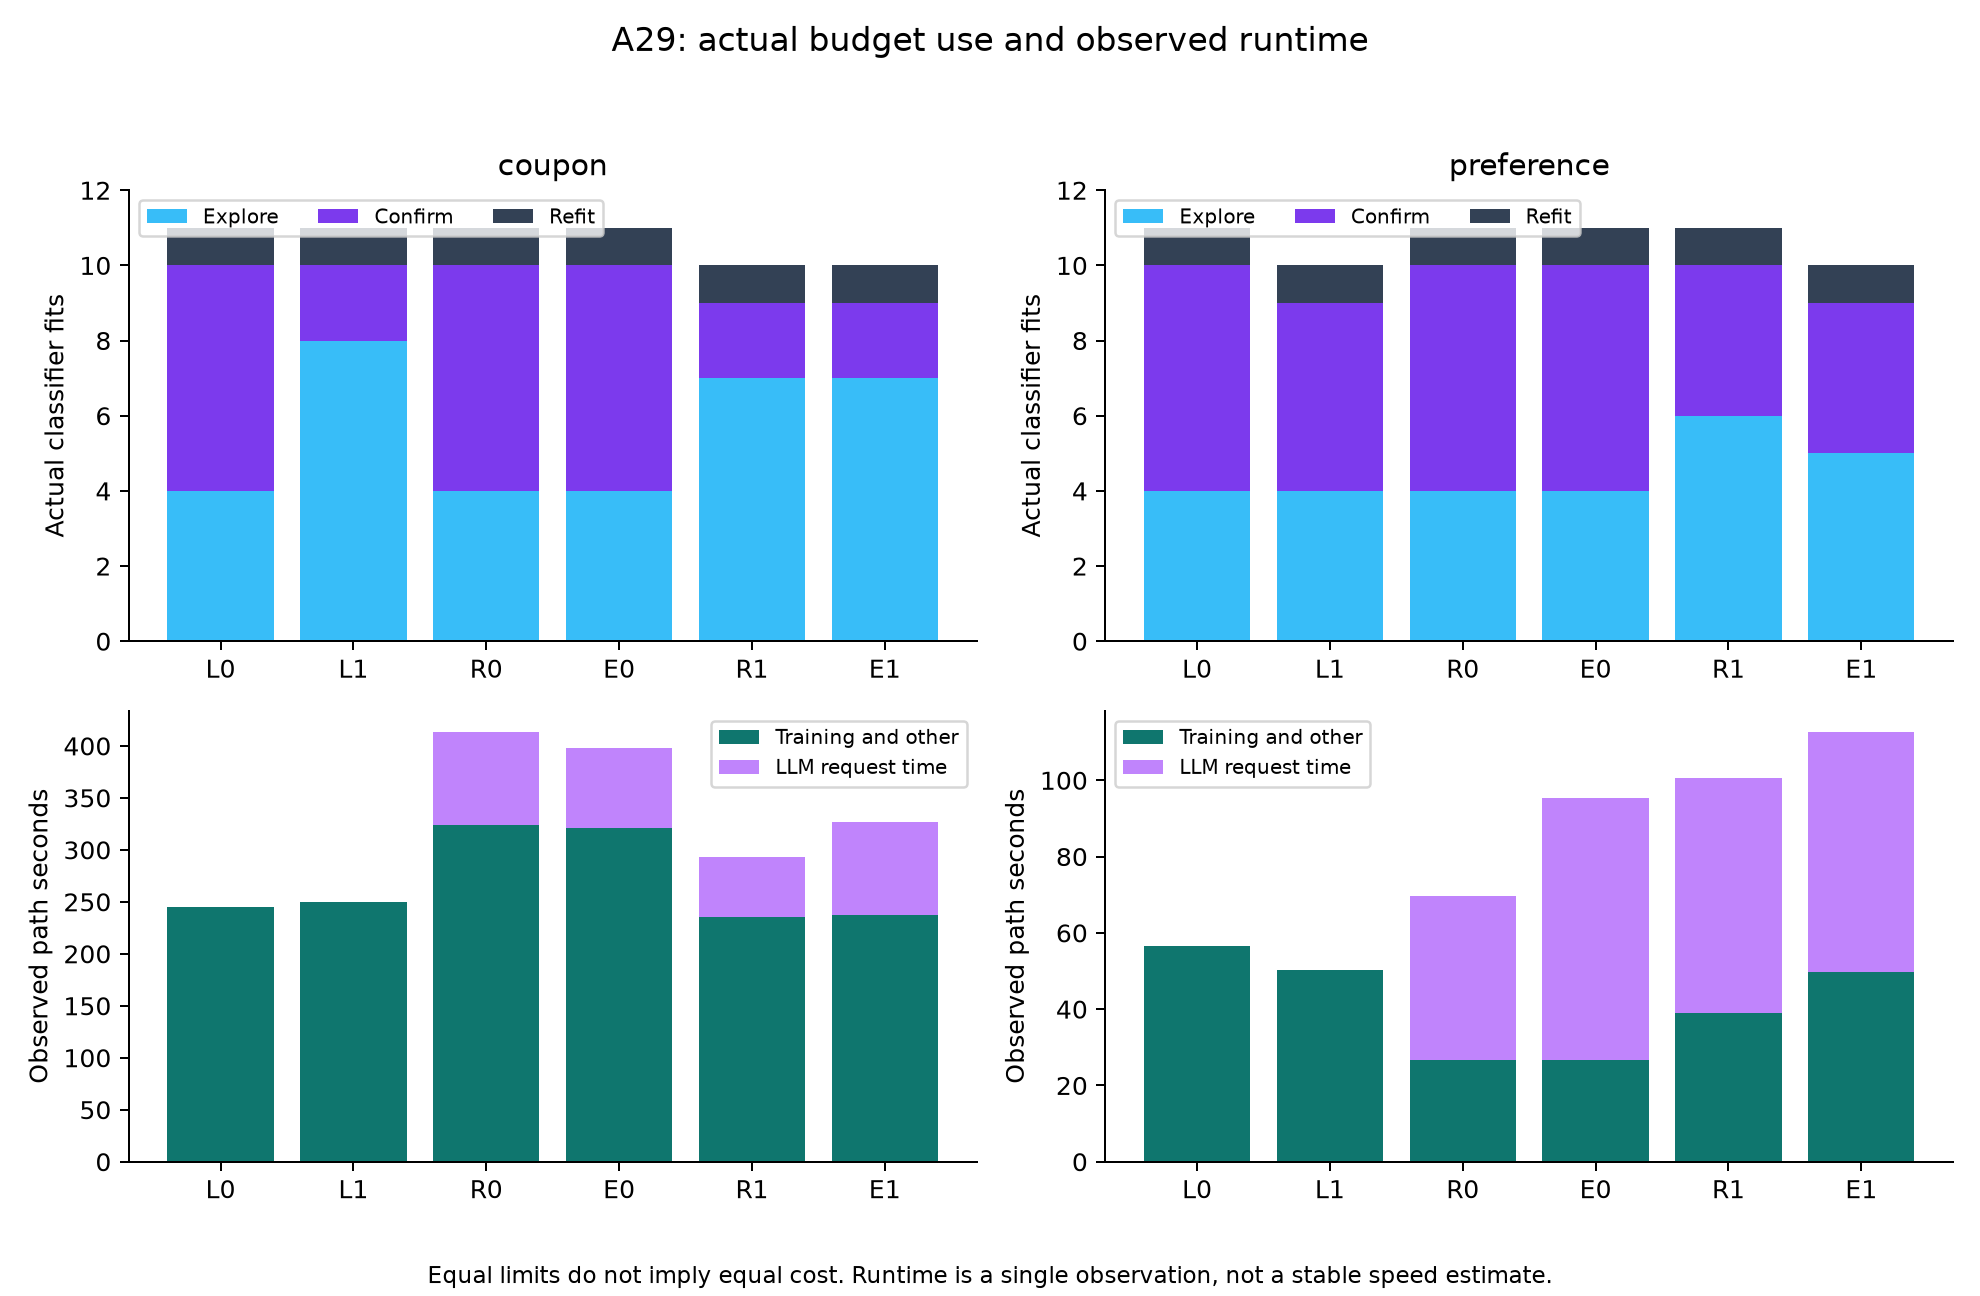 A29: actual budget use and observed runtime
coupon
Actual classifier fits
12
10
8
6
4
2
0
Explore Confirm Refit
L0 L1 R0 E0 R1 E1
preference
Actual classifier fits
12
10
8
6
4
2
0
Explore Confirm Refit
L0 L1 R0 E0 R1 E1
Observed path seconds
400
350
300
250
200
150
100
50
0
Training and other
LLM request time
L0 L1 R0 E0 R1 E1
Observed path seconds
100
80
60
40
20
0
Training and other
LLM request time
L0 L1 R0 E0 R1 E1
Equal limits do not imply equal cost. Runtime is a single observation, not a stable speed estimate.